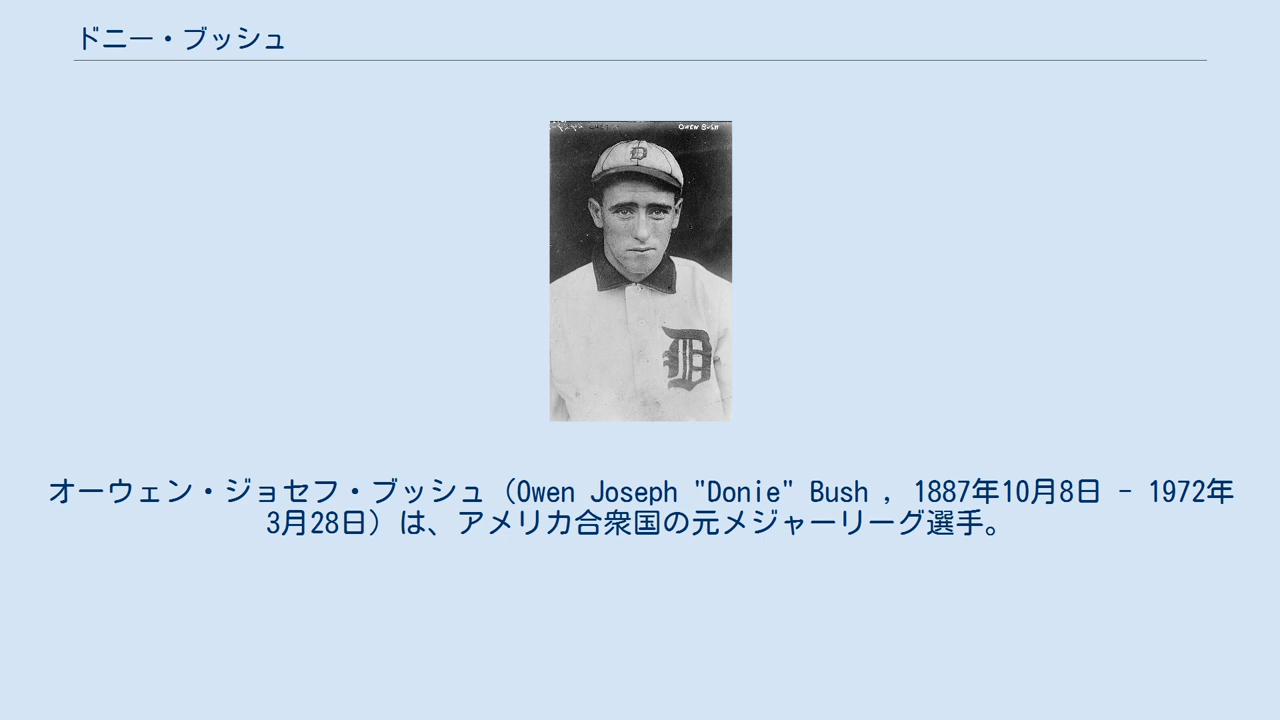 ドニー・ブッシュ
OWEN BUSH
D
D
オーウェン・ジョセフ・ブッシュ（Owen Joseph "Donie" Bush , 1887年10月8日 - 1972年
3月28日）は、アメリカ合衆国の元メジャーリーグ選手。